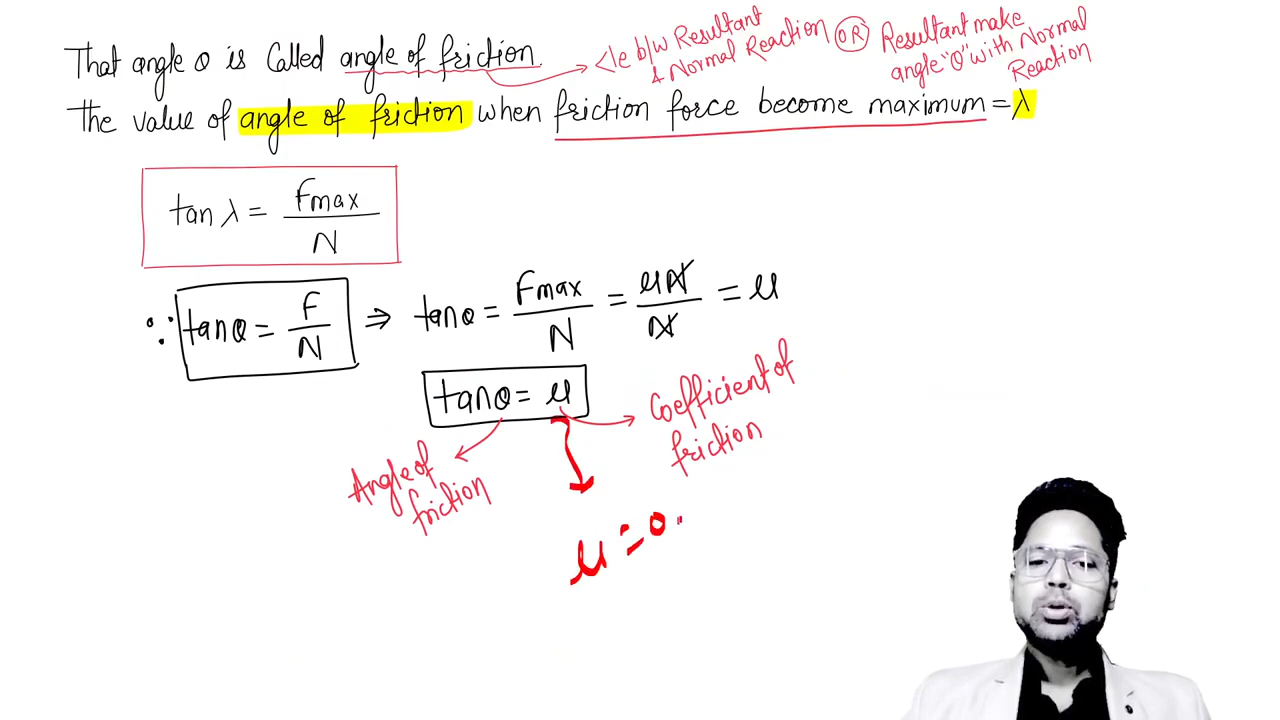 That angle θ is called angle of friction.
<le b/w Resultant
& Normal Reaction
OR
Resultant make
angle "θ" with Normal
Reaction
The value of angle of friction when friction force become maximum = λ
tan λ = Fmax / N
∵ tanθ = F / N ⇒ tanθ = Fmax / N = μN / N = μ
tanθ = μ
Coefficient of
friction
Angle of
friction
μ = 0.